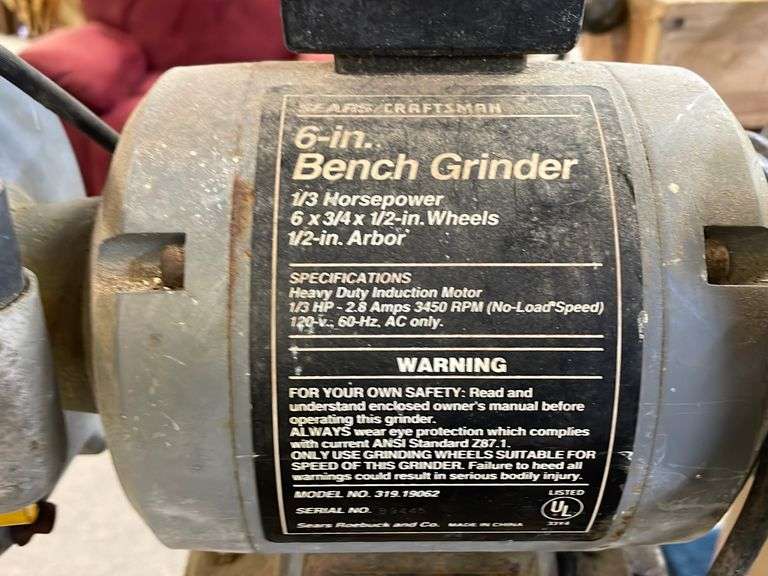 SEARS/CRAFTSMAN
6-in.
Bench Grinder
1/3 Horsepower
6 x 3/4 x 1/2-in. Wheels
1/2-in. Arbor
SPECIFICATIONS
Heavy Duty Induction Motor
1/3 HP - 2.8 Amps 3450 RPM (No-Load Speed)
120-v., 60-Hz, AC only.
WARNING
FOR YOUR OWN SAFETY: Read and
understand enclosed owner's manual before
operating this grinder.
ALWAYS wear eye protection which complies
with current ANSI Standard Z87.1.
ONLY USE GRINDING WHEELS SUITABLE FOR
SPEED OF THIS GRINDER. Failure to heed all
warnings could result in serious bodily injury.
MODEL NO. 319.19062
SERIAL NO.
Sears Roebuck and Co. MADE IN CHINA
LISTED
UL